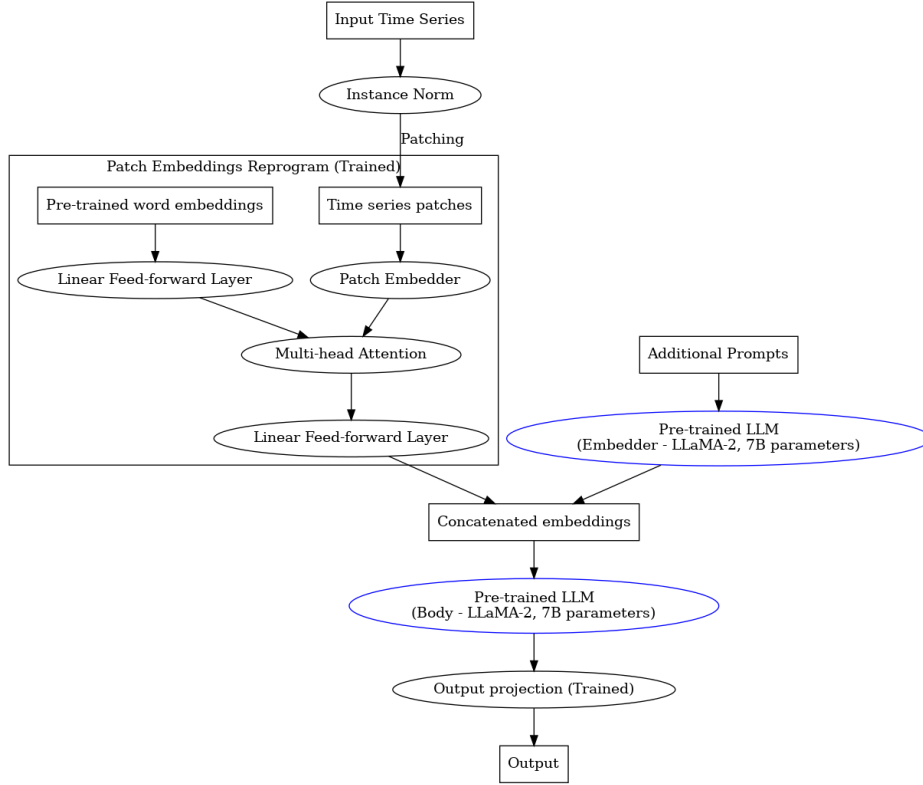 Input Time Series
Instance Norm
Patching
Patch Embeddings Reprogram (Trained)
Pre-trained word embeddings
Time series patches
Linear Feed-forward Layer
Patch Embedder
Multi-head Attention
Additional Prompts
Linear Feed-forward Layer
Pre-trained LLM
(Embedder - LLaMA-2, 7B parameters)
Concatenated embeddings
Pre-trained LLM
(Body - LLaMA-2, 7B parameters)
Output projection (Trained)
Output